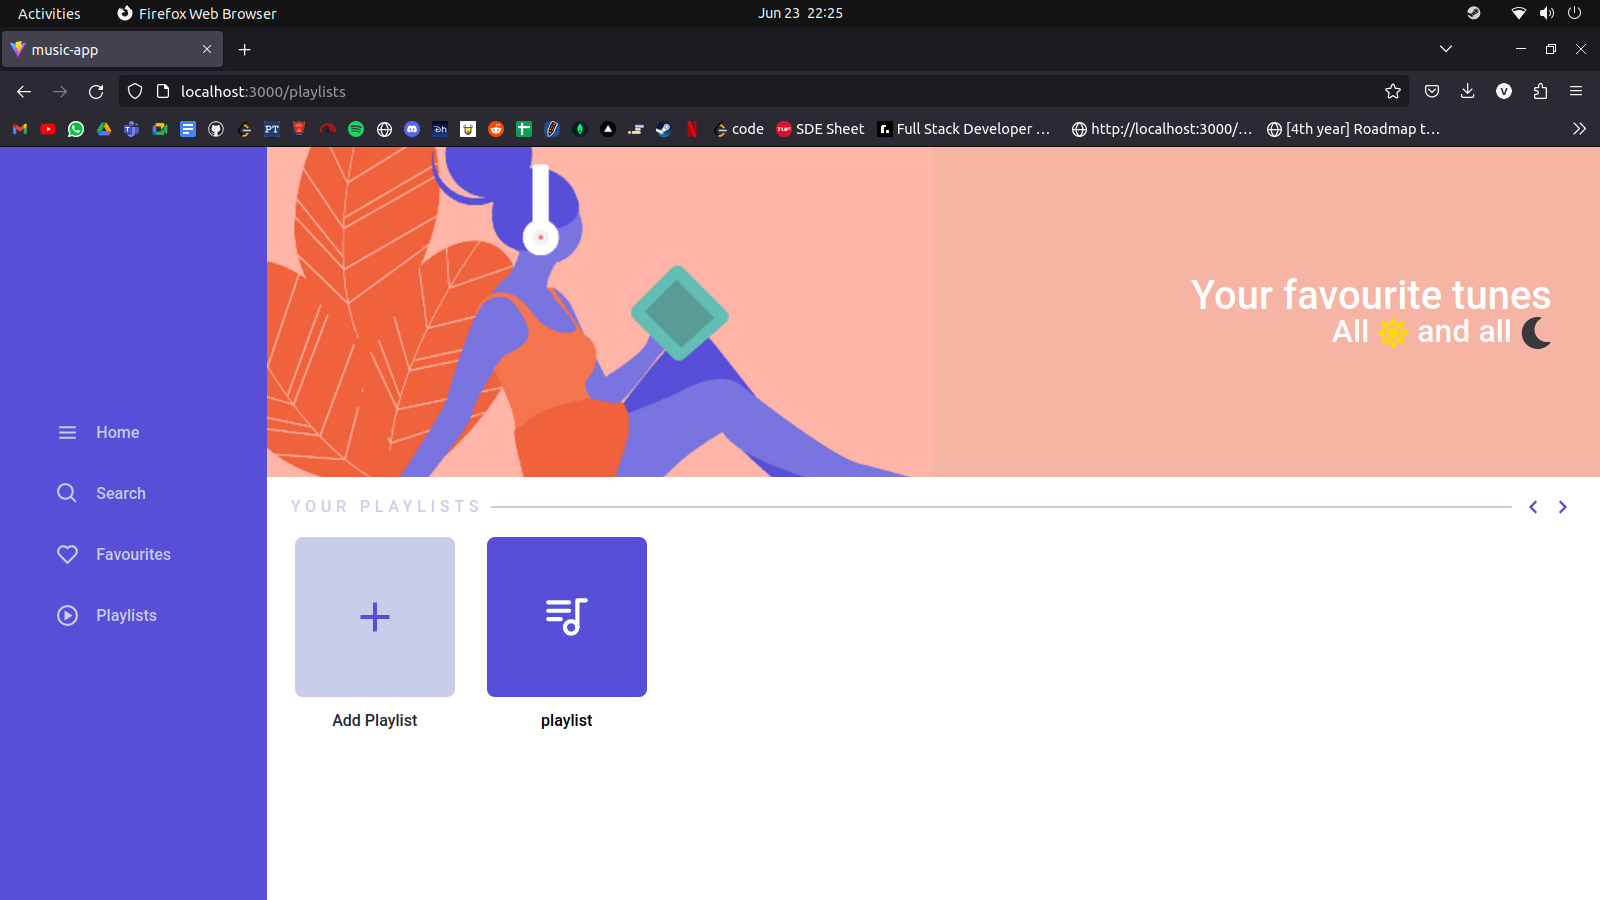 Activities Firefox Web Browser Jun 23 22:25
music-app
localhost:3000/playlists
code SDE Sheet Full Stack Developer ... http://localhost:3000/... [4th year] Roadmap t...
Your favourite tunes
All and all
Home
Search
Favourites
Playlists
YOUR PLAYLISTS
Add Playlist
playlist